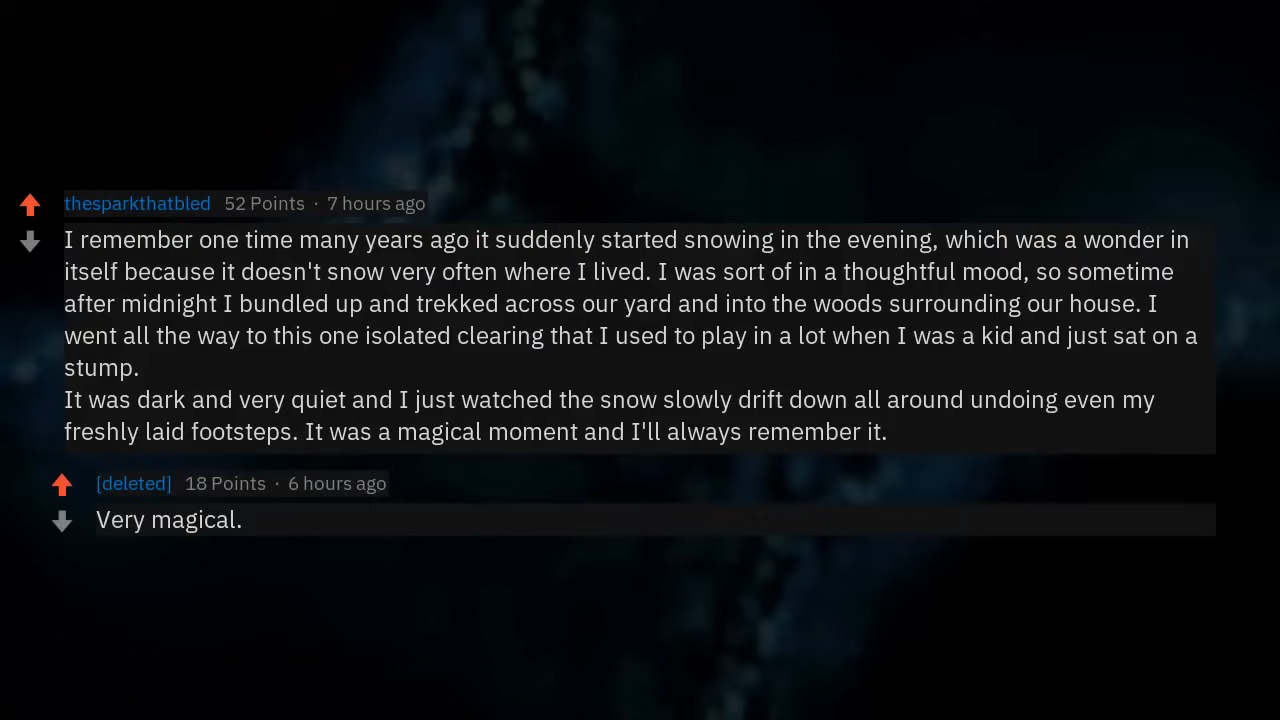 thesparkthatbled 52 Points · 7 hours ago
I remember one time many years ago it suddenly started snowing in the evening, which was a wonder in
itself because it doesn't snow very often where I lived. I was sort of in a thoughtful mood, so sometime
after midnight I bundled up and trekked across our yard and into the woods surrounding our house. I
went all the way to this one isolated clearing that I used to play in a lot when I was a kid and just sat on a
stump.
It was dark and very quiet and I just watched the snow slowly drift down all around undoing even my
freshly laid footsteps. It was a magical moment and I'll always remember it.
[deleted] 18 Points · 6 hours ago
Very magical.